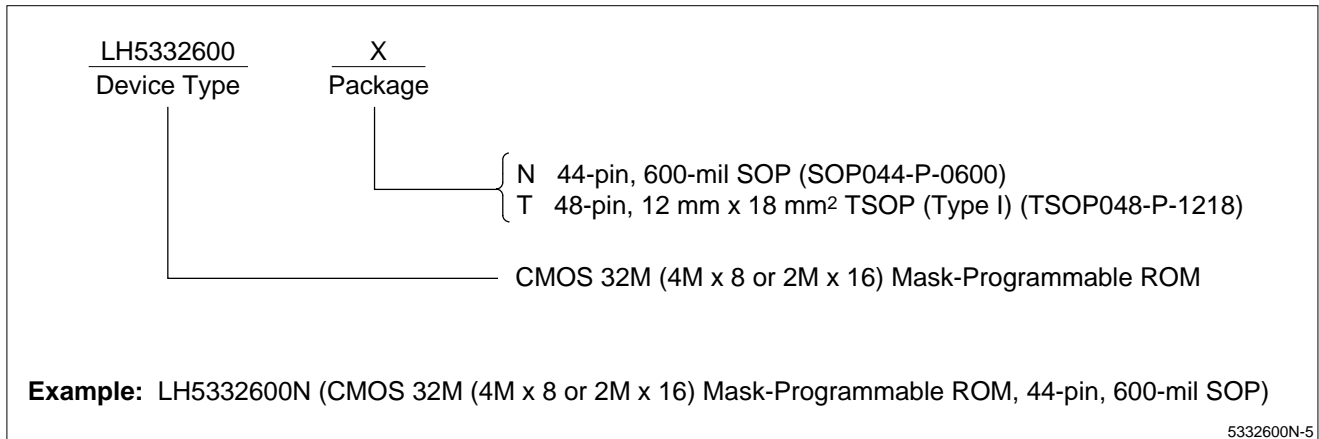 LH5332600 X
Device Type Package
N 44-pin, 600-mil SOP (SOP044-P-0600)
T 48-pin, 12 mm x 18 mm² TSOP (Type I) (TSOP048-P-1218)
CMOS 32M (4M x 8 or 2M x 16) Mask-Programmable ROM
Example: LH5332600N (CMOS 32M (4M x 8 or 2M x 16) Mask-Programmable ROM, 44-pin, 600-mil SOP)
5332600N-5